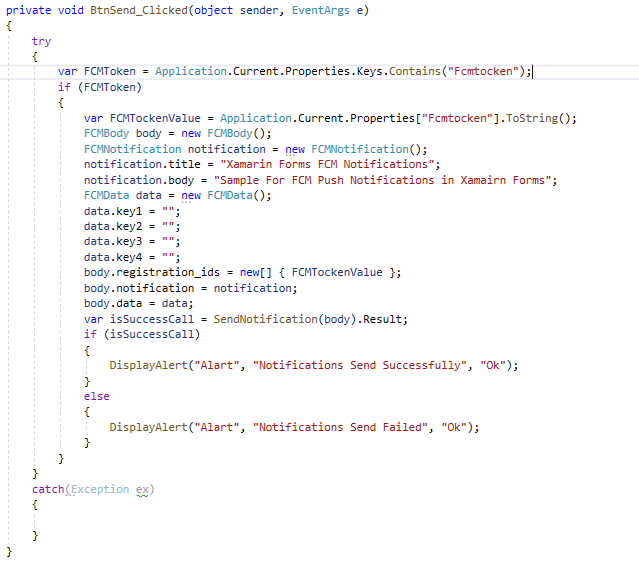 private void BtnSend_Clicked(object sender, EventArgs e)
{
try
{
var FCMToken = Application.Current.Properties.Keys.Contains("Fcmtocken");
if (FCMToken)
{
var FCMTockenValue = Application.Current.Properties["Fcmtocken"].ToString();
FCMBody body = new FCMBody();
FCMNotification notification = new FCMNotification();
notification.title = "Xamarin Forms FCM Notifications";
notification.body = "Sample For FCM Push Notifications in Xamairn Forms";
FCMData data = new FCMData();
data.key1 = "";
data.key2 = "";
data.key3 = "";
data.key4 = "";
body.registration_ids = new[] { FCMTockenValue };
body.notification = notification;
body.data = data;
var isSuccessCall = SendNotification(body).Result;
if (isSuccessCall)
{
DisplayAlert("Alart", "Notifications Send Successfully", "Ok");
}
else
{
DisplayAlert("Alart", "Notifications Send Failed", "Ok");
}
}
}
catch(Exception ex)
{
}
}